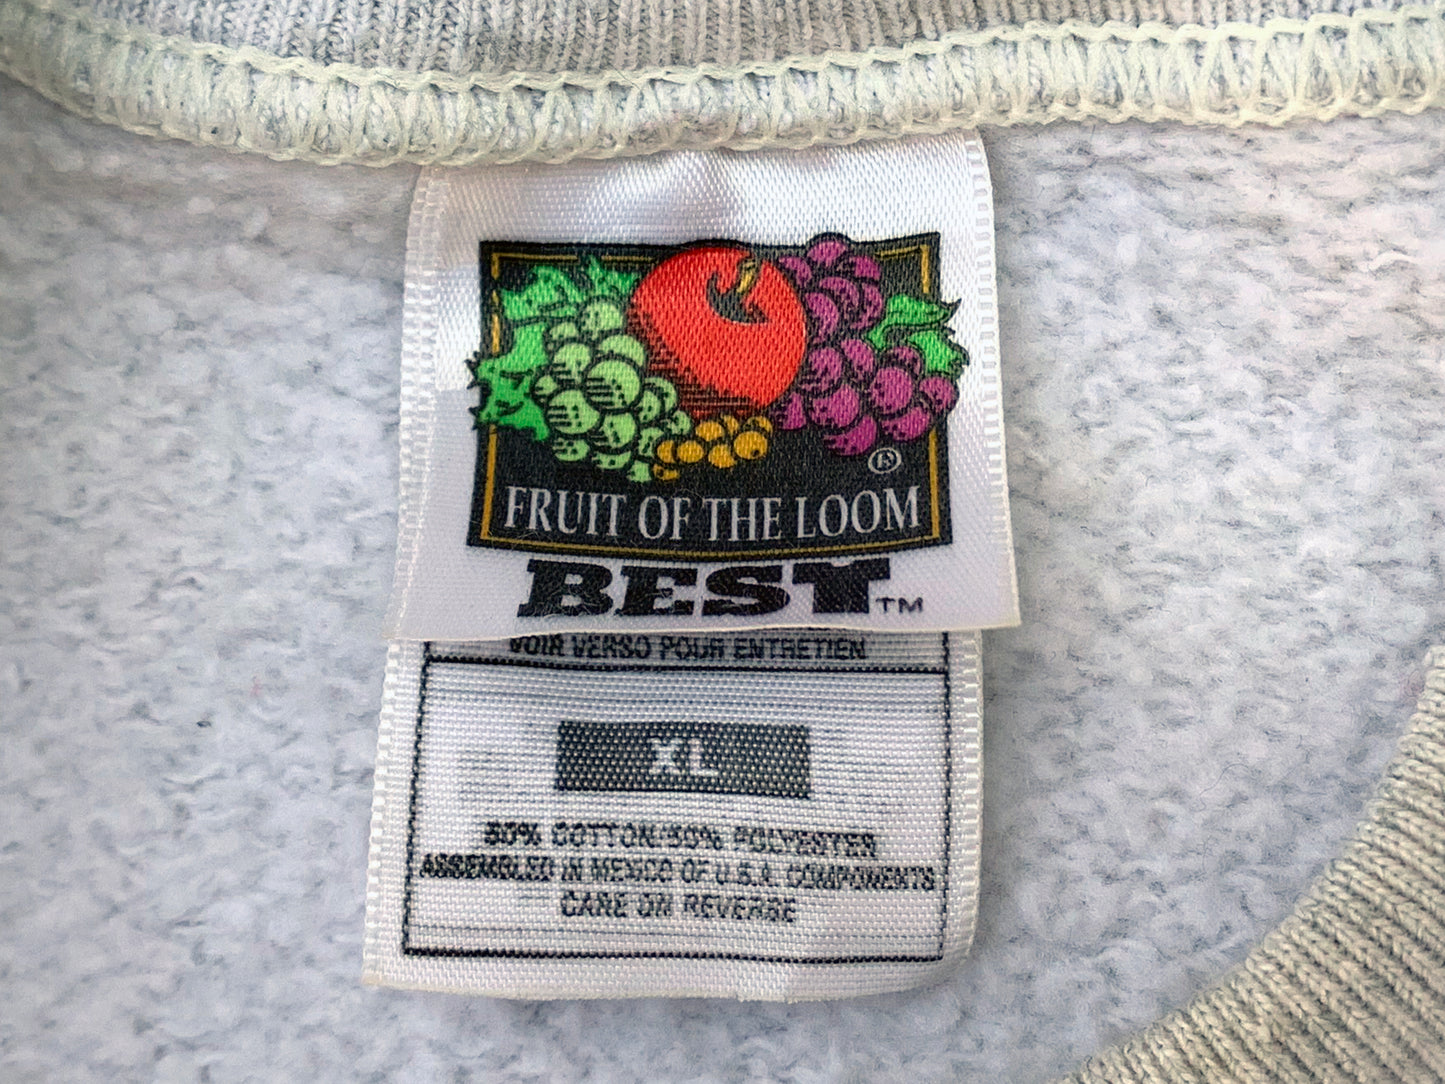 ®
FRUIT OF THE LOOM
BEST™
VOIR VERSO POUR ENTRETIEN
XL
50% COTTON/50% POLYESTER
ASSEMBLED IN MEXICO OF U.S.A. COMPONENTS
CARE ON REVERSE